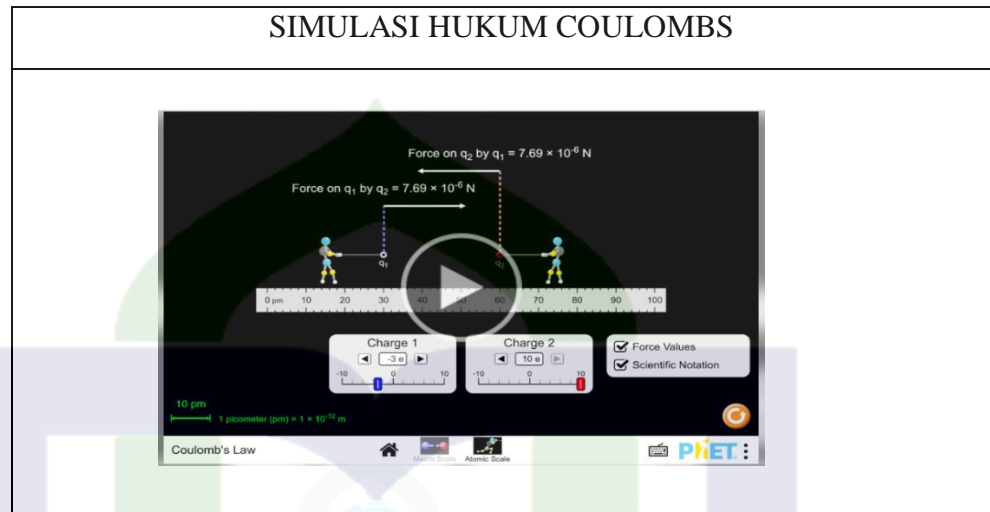 SIMULASI HUKUM COULOMBS
Force on q₂ by q₁ = 7.69 × 10⁻⁶ N
Force on q₁ by q₂ = 7.69 × 10⁻⁶ N
q₁ q₂
0 pm 10 20 30 40 50 60 70 80 90 100
Charge 1
-3 e
-10 0 10
Charge 2
10 e
-10 0 10
Force Values
Scientific Notation
10 pm
1 picometer (pm) = 1 × 10⁻¹² m
Coulomb's Law
Macro Scale
Atomic Scale
PhET